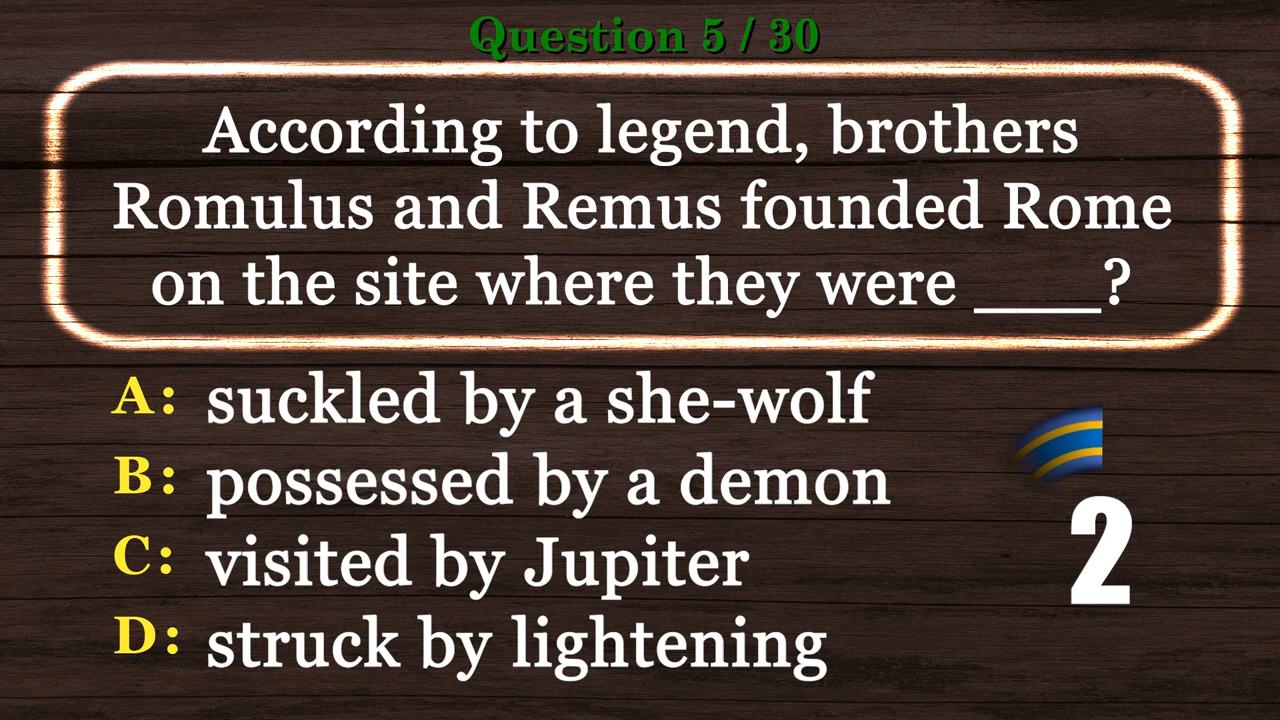 Question 5 / 30
According to legend, brothers
Romulus and Remus founded Rome
on the site where they were ____?
A: suckled by a she-wolf
B: possessed by a demon
C: visited by Jupiter
D: struck by lightening
2